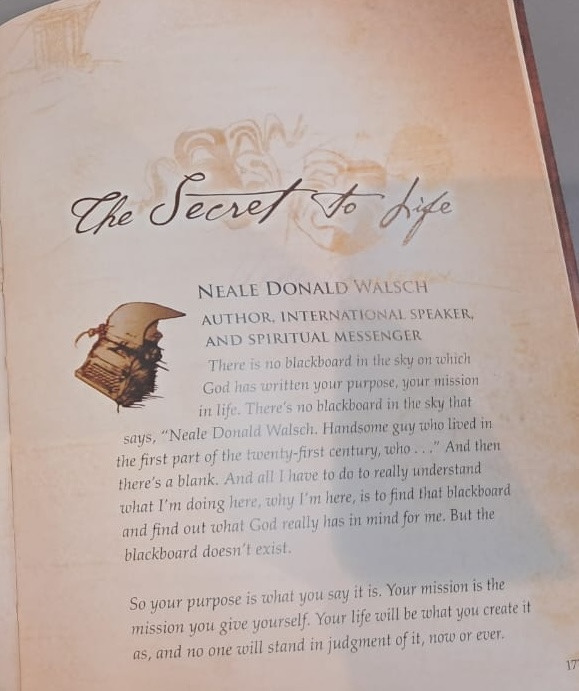 The Secret to Life
NEALE DONALD WALSCH
AUTHOR, INTERNATIONAL SPEAKER,
AND SPIRITUAL MESSENGER
There is no blackboard in the sky on which
God has written your purpose, your mission
in life. There's no blackboard in the sky that
says, "Neale Donald Walsch. Handsome guy who lived in
the first part of the twenty-first century, who . . ." And then
there's a blank. And all I have to do to really understand
what I'm doing here, why I'm here, is to find that blackboard
and find out what God really has in mind for me. But the
blackboard doesn't exist.
So your purpose is what you say it is. Your mission is the
mission you give yourself. Your life will be what you create it
as, and no one will stand in judgment of it, now or ever.